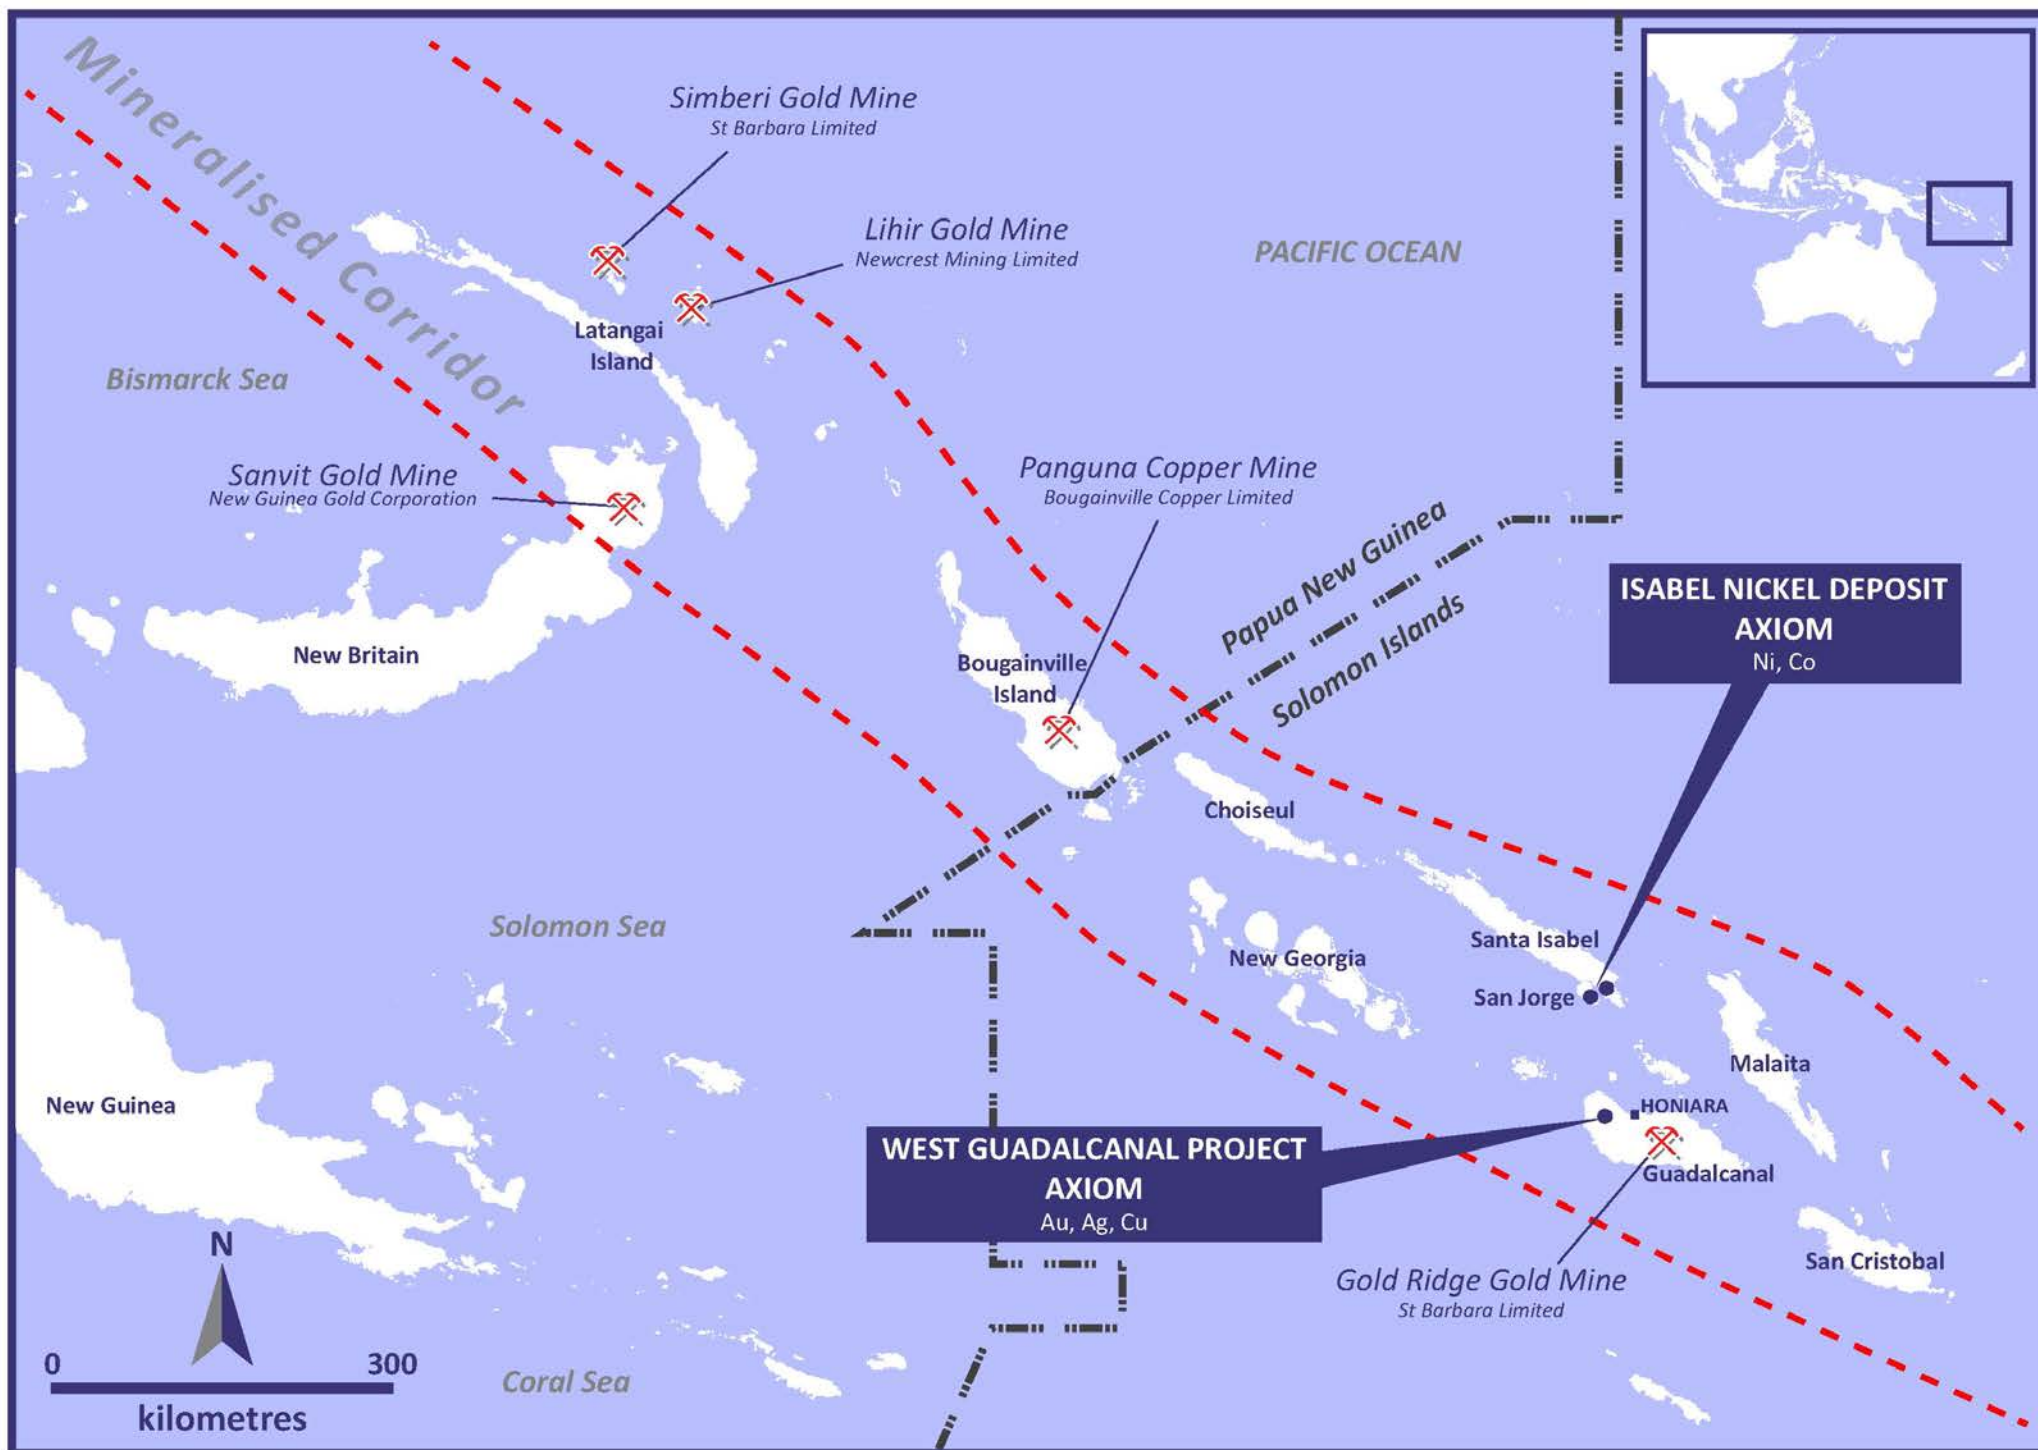 Mineralised Corridor
Simberi Gold Mine
St Barbara Limited
Lihir Gold Mine
Newcrest Mining Limited
PACIFIC OCEAN
Latangai
Island
Bismarck Sea
Sanvit Gold Mine
New Guinea Gold Corporation
Panguna Copper Mine
Bougainville Copper Limited
Papua New Guinea
Solomon Islands
ISABEL NICKEL DEPOSIT
AXIOM
Ni, Co
New Britain
Bougainville
Island
Choiseul
Solomon Sea
Santa Isabel
New Georgia
San Jorge
Malaita
New Guinea
HONIARA
WEST GUADALCANAL PROJECT
AXIOM
Au, Ag, Cu
Guadalcanal
San Cristobal
Gold Ridge Gold Mine
St Barbara Limited
N
0 300
kilometres
Coral Sea